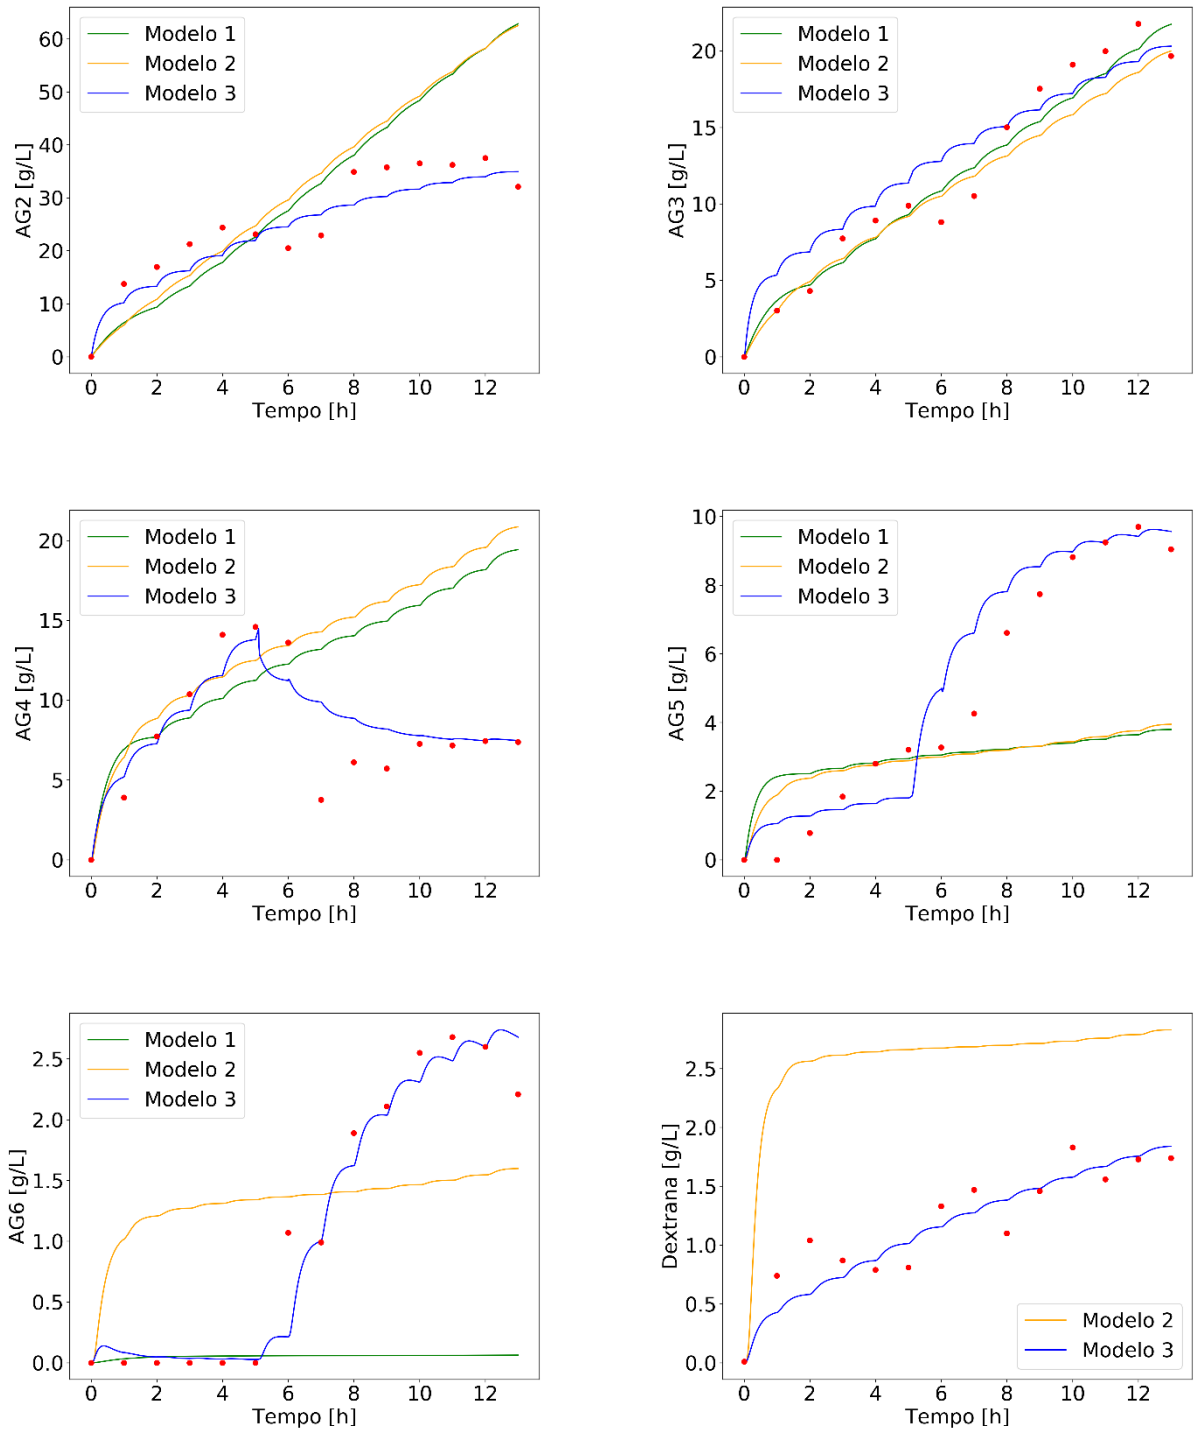 Modelo 1
Modelo 2
Modelo 3
60
50
40
30
20
10
0
AG2 [g/L]
0 2 4 6 8 10 12
Tempo [h]
Modelo 1
Modelo 2
Modelo 3
20
15
10
5
0
AG3 [g/L]
0 2 4 6 8 10 12
Tempo [h]
Modelo 1
Modelo 2
Modelo 3
20
15
10
5
0
AG4 [g/L]
0 2 4 6 8 10 12
Tempo [h]
Modelo 1
Modelo 2
Modelo 3
10
8
6
4
2
0
AG5 [g/L]
0 2 4 6 8 10 12
Tempo [h]
Modelo 1
Modelo 2
Modelo 3
2.5
2.0
1.5
1.0
0.5
0.0
AG6 [g/L]
0 2 4 6 8 10 12
Tempo [h]
2.5
2.0
1.5
1.0
0.5
0.0
Dextrana [g/L]
Modelo 2
Modelo 3
0 2 4 6 8 10 12
Tempo [h]